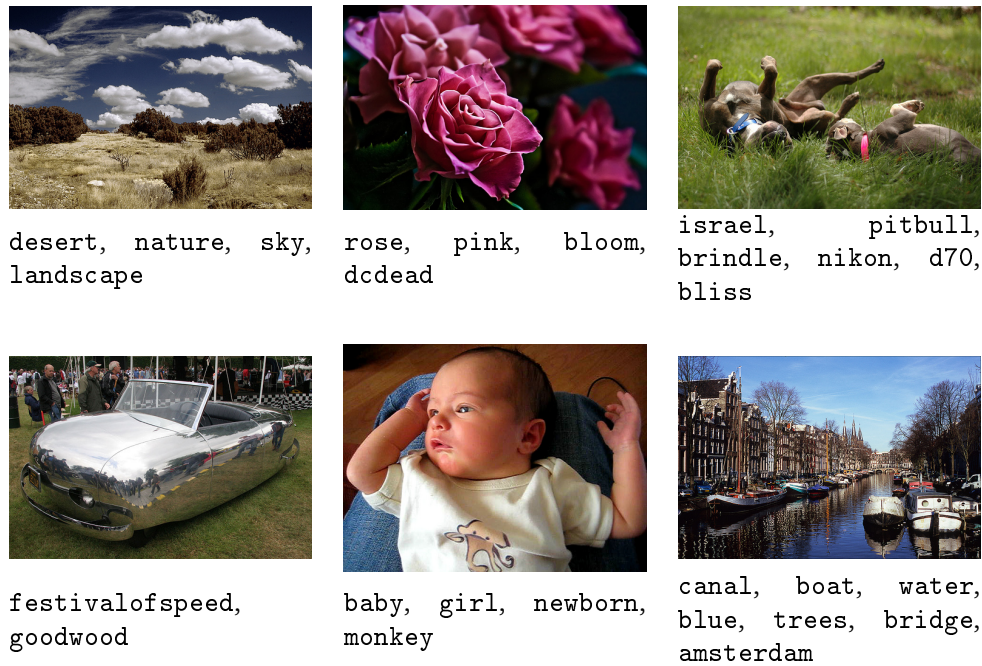 desert, nature, sky,
landscape
rose, pink, bloom,
dcdead
israel, pitbull,
brindle, nikon, d70,
bliss
festivalofspeed,
goodwood
baby, girl, newborn,
monkey
canal, boat, water,
blue, trees, bridge,
amsterdam